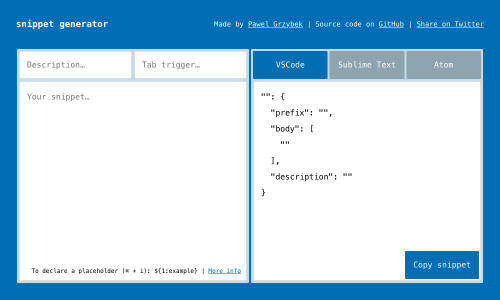 snippet generator
Made by Pawel Grzybek | Source code on GitHub | Share on Twitter
Description…
Tab trigger…
Your snippet…
To declare a placeholder (⌘ + i): ${1:example} | More info
VSCode
Sublime Text
Atom
"": {
"prefix": "",
"body": [
""
],
"description": ""
}
Copy snippet